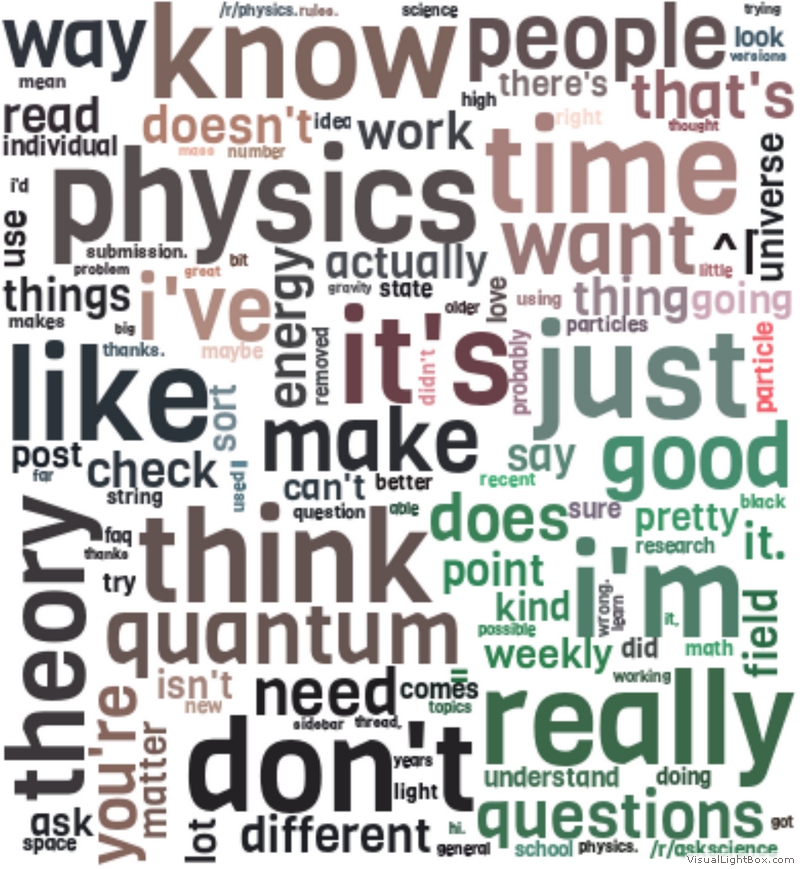 /r/physics.rules.
science
trying
way
know
people
look
versions
mean
there's
that's
high
read
doesn't
idea
work
right
thought
individual
mass
number
time
universe
i'd
physics
use
want
^[
submission.
bit
actually
little
problem
great
energy
gravity
state
love
things
i've
older
using
thing
going
makes
big
removed
it's
probably
particles
thanks.
maybe
didn't
just
particle
like
sort
make
say
good
post
check
far
used
can't
better
recent
string
question
able
does
sure
pretty
black
theory
faq
think
it.
thanks
research
point
i'm
try
kind
wrong.
learn
it,
field
quantum
possible
weekly
did
math
isn't
need
comes
=
working
new
topics
really
you're
matter
sidebar
thread,
don't
years
light
understand
doing
ask
questions
got
space
lot
different
hi.
general
school
physics.
/r/askscience
VisualLightBox.com